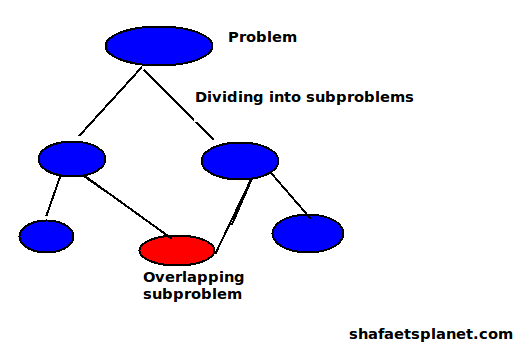 Problem
Dividing into subproblems
Overlapping
subproblem
shafaetsplanet.com